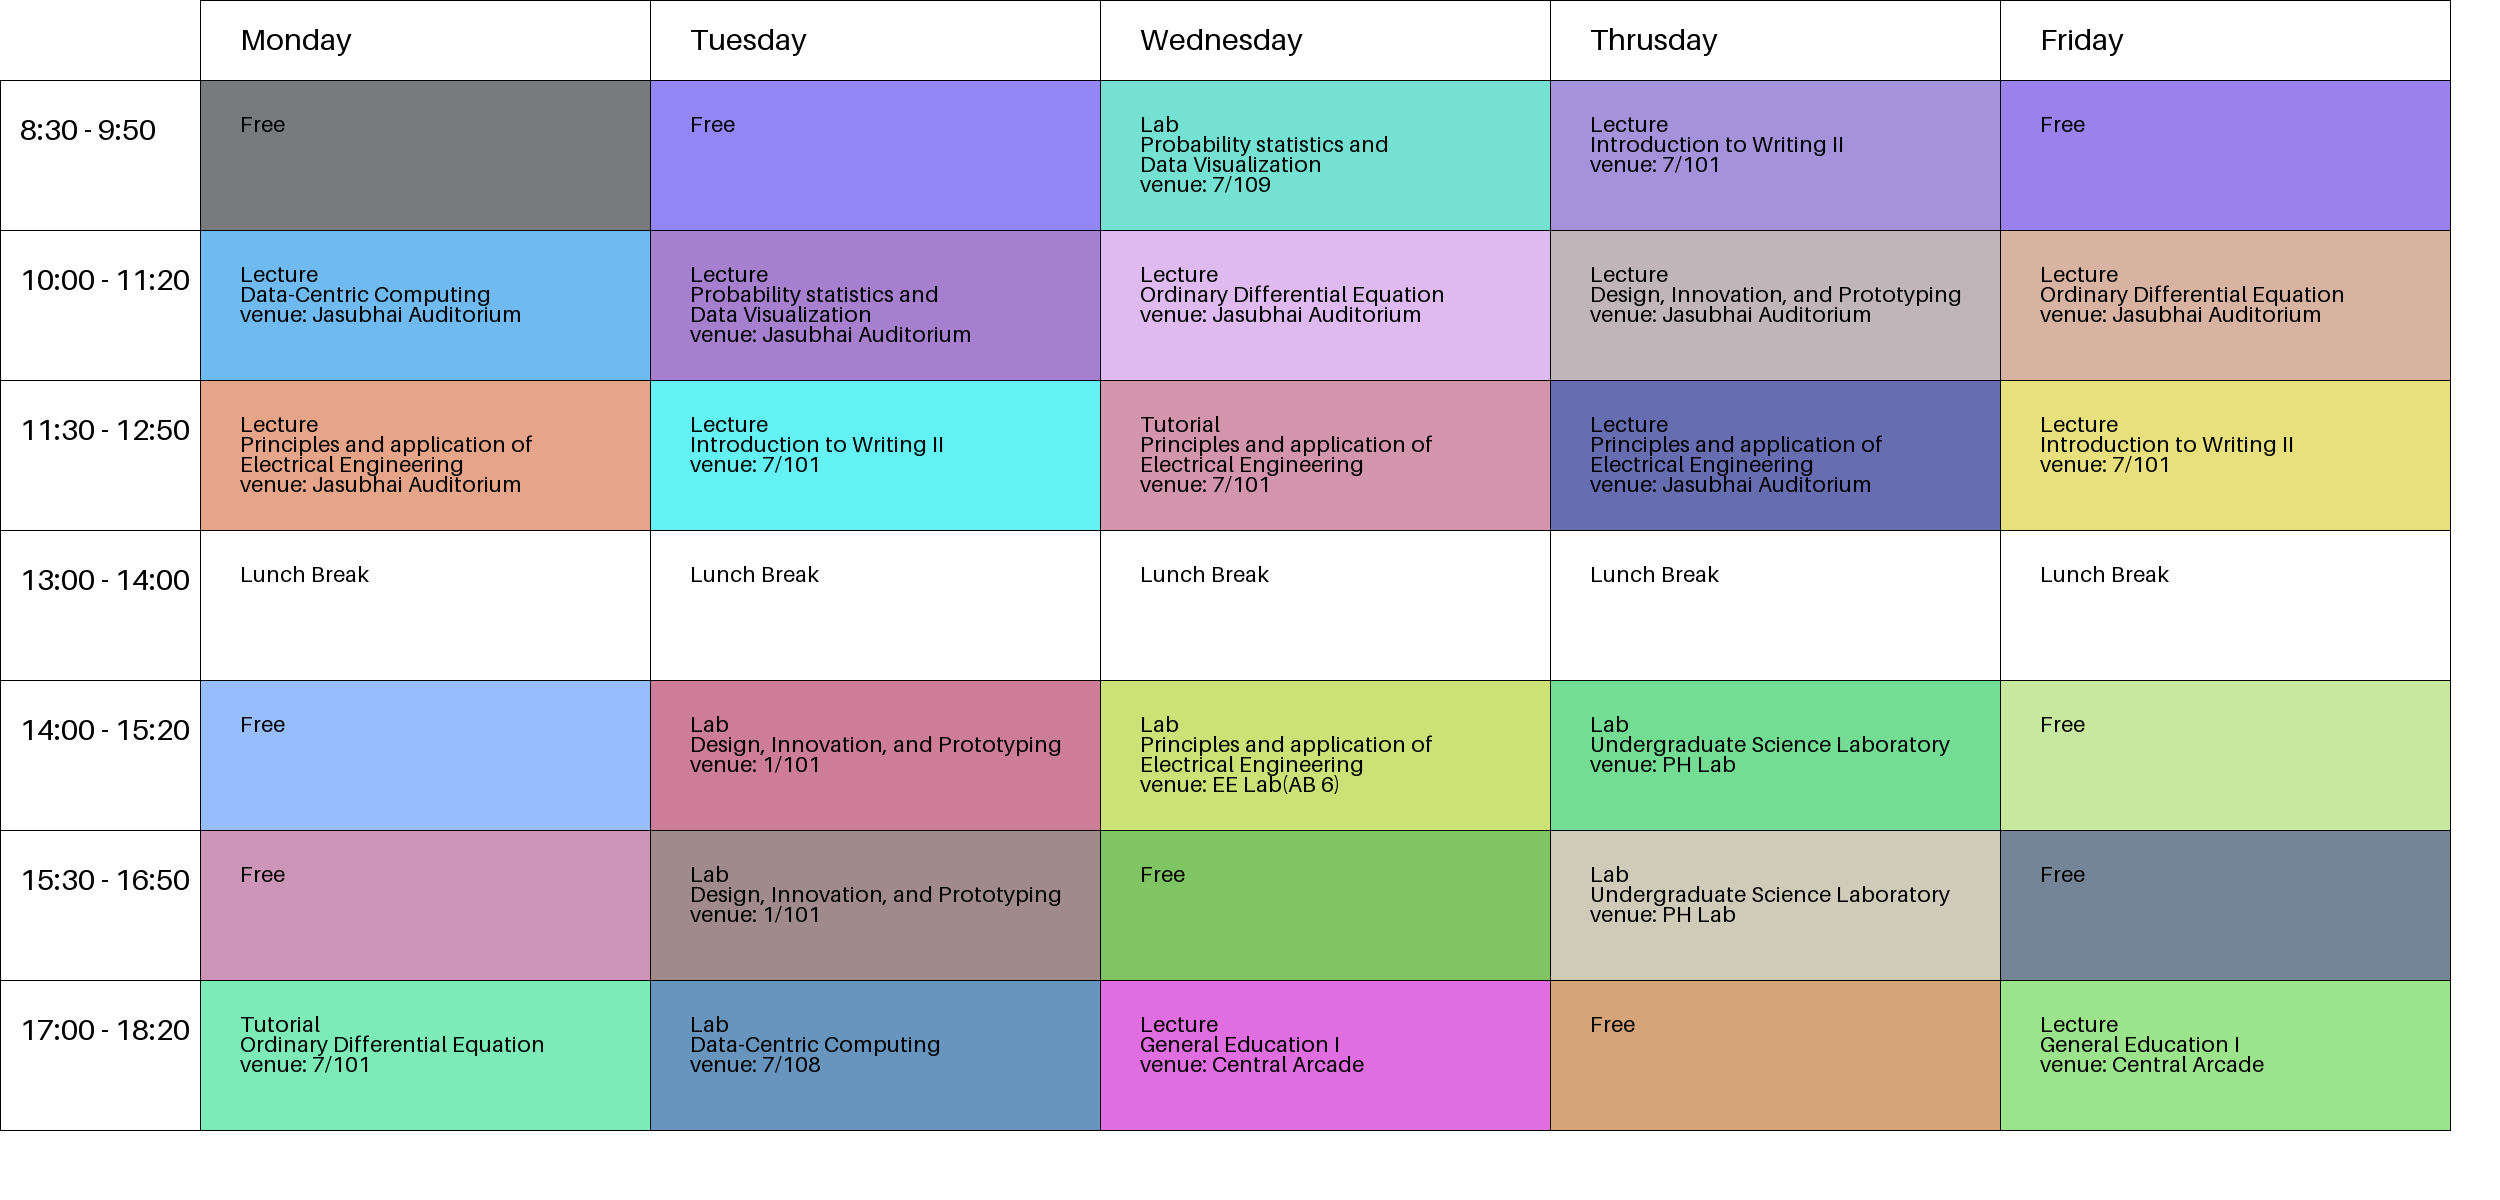 Monday
Tuesday
Wednesday
Thrusday
Friday
8:30 - 9:50
Free
Free
Lab
Probability statistics and
Data Visualization
venue: 7/109
Lecture
Introduction to Writing II
venue: 7/101
Free
10:00 - 11:20
Lecture
Data-Centric Computing
venue: Jasubhai Auditorium
Lecture
Probability statistics and
Data Visualization
venue: Jasubhai Auditorium
Lecture
Ordinary Differential Equation
venue: Jasubhai Auditorium
Lecture
Design, Innovation, and Prototyping
venue: Jasubhai Auditorium
Lecture
Ordinary Differential Equation
venue: Jasubhai Auditorium
11:30 - 12:50
Lecture
Principles and application of
Electrical Engineering
venue: Jasubhai Auditorium
Lecture
Introduction to Writing II
venue: 7/101
Tutorial
Principles and application of
Electrical Engineering
venue: 7/101
Lecture
Principles and application of
Electrical Engineering
venue: Jasubhai Auditorium
Lecture
Introduction to Writing II
venue: 7/101
13:00 - 14:00
Lunch Break
Lunch Break
Lunch Break
Lunch Break
Lunch Break
14:00 - 15:20
Free
Lab
Design, Innovation, and Prototyping
venue: 1/101
Lab
Principles and application of
Electrical Engineering
venue: EE Lab(AB 6)
Lab
Undergraduate Science Laboratory
venue: PH Lab
Free
15:30 - 16:50
Free
Lab
Design, Innovation, and Prototyping
venue: 1/101
Free
Lab
Undergraduate Science Laboratory
venue: PH Lab
Free
17:00 - 18:20
Tutorial
Ordinary Differential Equation
venue: 7/101
Lab
Data-Centric Computing
venue: 7/108
Lecture
General Education I
venue: Central Arcade
Free
Lecture
General Education I
venue: Central Arcade